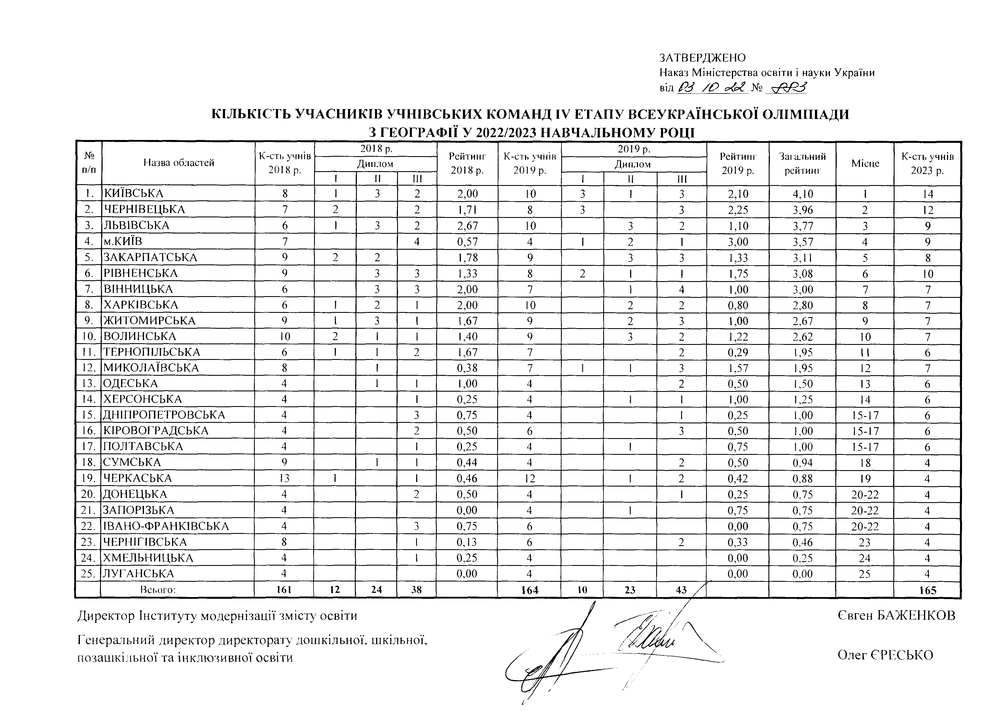 ЗАТВЕРДЖЕНО
Наказ Міністерства освіти і науки України
від 03 10 22 №
КІЛЬКІСТЬ УЧАСНИКІВ УЧНІВСЬКИХ КОМАНД IV ЕТАПУ ВСЕУКРАЇНСЬКОЇ ОЛІМПІАДИ
З ГЕОГРАФІЇ У 2022/2023 НАВЧАЛЬНОМУ РОЦІ
№ п/п Назва областей К-сть учнів 2018 р. 2018 р. Диплом I II III Рейтинг 2018 р. К-сть учнів 2019 р. 2019 р. Диплом I II III Рейтинг 2019 р. Загальний рейтинг Місце К-сть учнів 2023 р.
1. КИЇВСЬКА 8 1 3 2 2,00 10 3 1 3 2,10 4,10 1 14
2. ЧЕРНІВЕЦЬКА 7 2 2 1,71 8 3 3 2,25 3,96 2 12
3. ЛЬВІВСЬКА 6 1 3 2 2,67 10 3 2 1,10 3,77 3 9
4. м.КИЇВ 7 4 0,57 4 1 2 1 3,00 3,57 4 9
5. ЗАКАРПАТСЬКА 9 2 2 1,78 9 3 3 1,33 3,11 5 8
6. РІВНЕНСЬКА 9 3 3 1,33 8 2 1 1 1,75 3,08 6 10
7. ВІННИЦЬКА 6 3 3 2,00 7 1 4 1,00 3,00 7 7
8. ХАРКІВСЬКА 6 1 2 1 2,00 10 2 2 0,80 2,80 8 7
9. ЖИТОМИРСЬКА 9 1 3 1 1,67 9 2 3 1,00 2,67 9 7
10. ВОЛИНСЬКА 10 2 1 1 1,40 9 3 2 1,22 2,62 10 7
11. ТЕРНОПІЛЬСЬКА 6 1 1 2 1,67 7 2 0,29 1,95 11 6
12. МИКОЛАЇВСЬКА 8 1 0,38 7 1 1 3 1,57 1,95 12 7
13. ОДЕСЬКА 4 1 1 1,00 4 2 0,50 1,50 13 6
14. ХЕРСОНСЬКА 4 1 0,25 4 1 1 1,00 1,25 14 6
15. ДНІПРОПЕТРОВСЬКА 4 3 0,75 4 1 0,25 1,00 15-17 6
16. КІРОВОГРАДСЬКА 4 2 0,50 6 3 0,50 1,00 15-17 6
17. ПОЛТАВСЬКА 4 1 0,25 4 1 0,75 1,00 15-17 6
18. СУМСЬКА 9 1 1 0,44 4 2 0,50 0,94 18 4
19. ЧЕРКАСЬКА 13 1 1 0,46 12 1 2 0,42 0,88 19 4
20. ДОНЕЦЬКА 4 2 0,50 4 1 0,25 0,75 20-22 4
21. ЗАПОРІЗЬКА 4 0,00 4 1 0,75 0,75 20-22 4
22. ІВАНО-ФРАНКІВСЬКА 4 3 0,75 6 0,00 0,75 20-22 4
23. ЧЕРНІГІВСЬКА 8 1 0,13 6 2 0,33 0,46 23 4
24. ХМЕЛЬНИЦЬКА 4 1 0,25 4 0,00 0,25 24 4
25. ЛУГАНСЬКА 4 0,00 4 0,00 0,00 25 4
Всього: 161 12 24 38 164 10 23 43 165
Директор Інституту модернізації змісту освіти Євген БАЖЕНКОВ
Генеральний директор директорату дошкільної, шкільної,
позашкільної та інклюзивної освіти Олег ЄРЕСЬКО